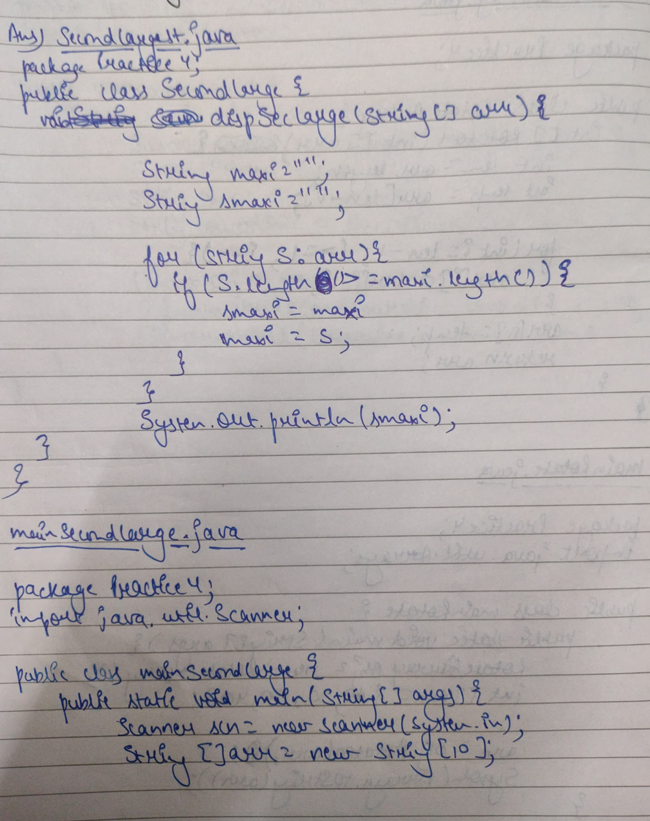 Ans) SecondLargest.java
package Practice4;
public class SecondLarge {
void dispSecLarge(String[] arr) {
String maxi = "";
String smaxi = "";
for (String S : arr) {
if (S.length() >= maxi.length()) {
smaxi = maxi
maxi = S;
}
}
System.out.println(smaxi);
}
}
mainSecondLarge.java
package Practice4;
import java.util.Scanner;
public class mainSecondLarge {
public static void main(String[] args) {
Scanner scn = new Scanner(System.in);
String []arr = new String[10];